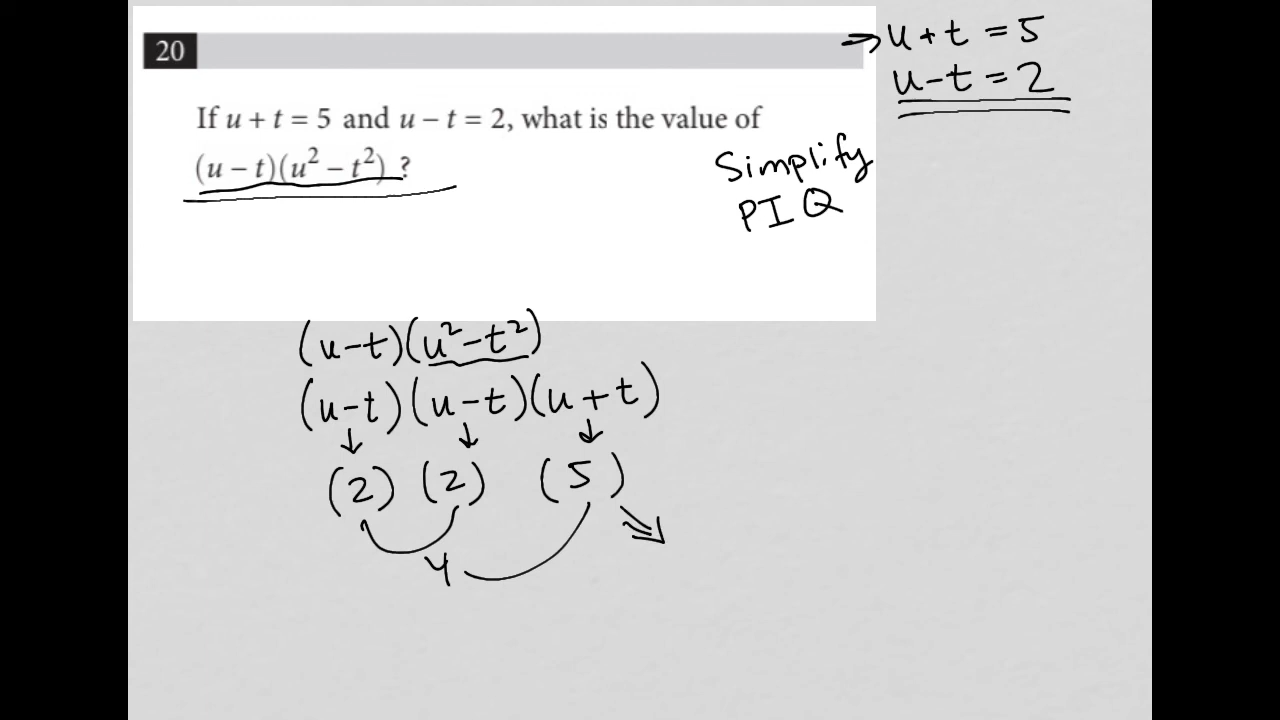 20
If u + t = 5 and u − t = 2, what is the value of
(u − t)(u² − t²) ?
→ u + t = 5
u − t = 2
Simplify
PIQ
(u − t)(u² − t²)
(u − t)(u − t)(u + t)
↓ ↓ ↓
(2) (2) (5)
4